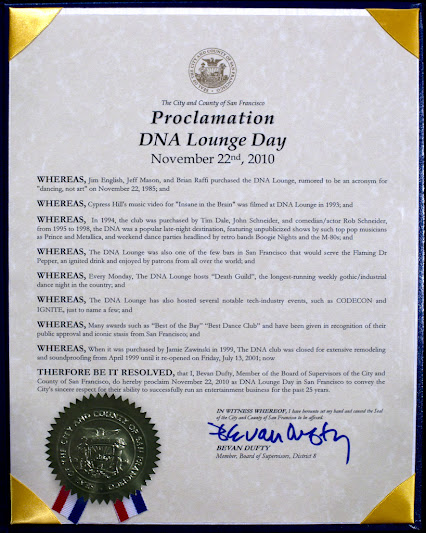 The City and County of San Francisco
Proclamation
DNA Lounge Day
November 22nd, 2010
WHEREAS, Jim English, Jeff Mason, and Brian Raffi purchased the DNA Lounge, rumored to be an acronym for
"dancing, not art" on November 22, 1985; and
WHEREAS, Cypress Hill's music video for "Insane in the Brain" was filmed at DNA Lounge in 1993; and
WHEREAS, In 1994, the club was purchased by Tim Dale, John Schneider, and comedian/actor Rob Schneider,
from 1995 to 1998, the DNA was a popular late-night destination, featuring unpublicized shows by such top pop musicians
as Prince and Metallica, and weekend dance parties headlined by retro bands Boogie Nights and the M-80s; and
WHEREAS, The DNA Lounge was also one of the few bars in San Francisco that would serve the Flaming Dr
Pepper, an ignited drink and enjoyed by patrons from all over the world; and
WHEREAS, Every Monday, The DNA Lounge hosts "Death Guild", the longest-running weekly gothic/industrial
dance night in the country; and
WHEREAS, The DNA Lounge has also hosted several notable tech-industry events, such as CODECON and
IGNITE, just to name a few; and
WHEREAS, Many awards such as "Best of the Bay" "Best Dance Club" and have been given in recognition of their
public approval and iconic stasis from San Franciscan; and
WHEREAS, When it was purchased by Jamie Zawinski in 1999, The DNA club was closed for extensive remodeling
and soundproofing from April 1999 until it re-opened on Friday, July 13, 2001; now
THERFORE BE IT RESOLVED, that I, Bevan Dufty, Member of the Board of Supervisors of the City and
County of San Francisco, do hereby proclaim November 22, 2010 as DNA Lounge Day in San Francisco to convey the
City's sincere respect for their ability to successfully run an entertainment business for the past 25 years.
IN WITNESS WHEREOF, I have hereunto set my hand and caused the Seal
of the City and County of San Francisco to be affixed.
Bevan Dufty
BEVAN DUFTY
Member, Board of Supervisors, District 8